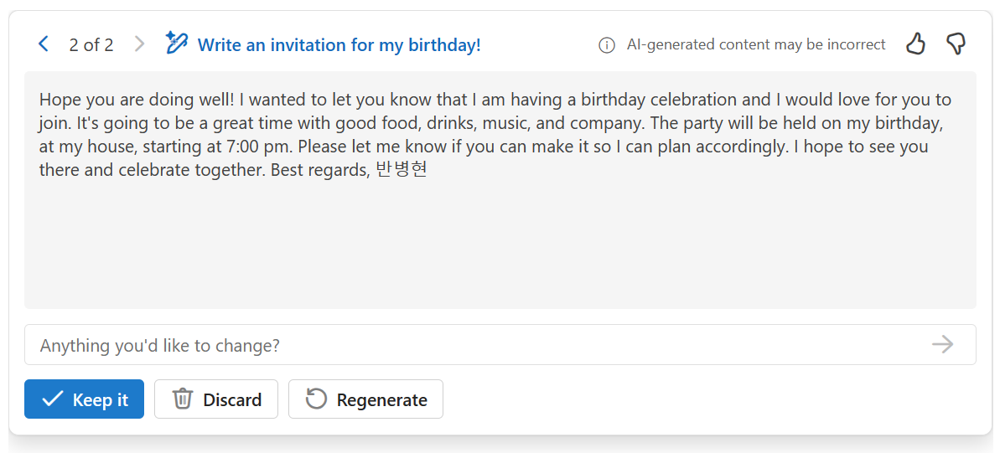 2 of 2 Write an invitation for my birthday! AI-generated content may be incorrect
Hope you are doing well! I wanted to let you know that I am having a birthday celebration and I would love for you to
join. It's going to be a great time with good food, drinks, music, and company. The party will be held on my birthday,
at my house, starting at 7:00 pm. Please let me know if you can make it so I can plan accordingly. I hope to see you
there and celebrate together. Best regards, 반병현
Anything you'd like to change?
Keep it Discard Regenerate